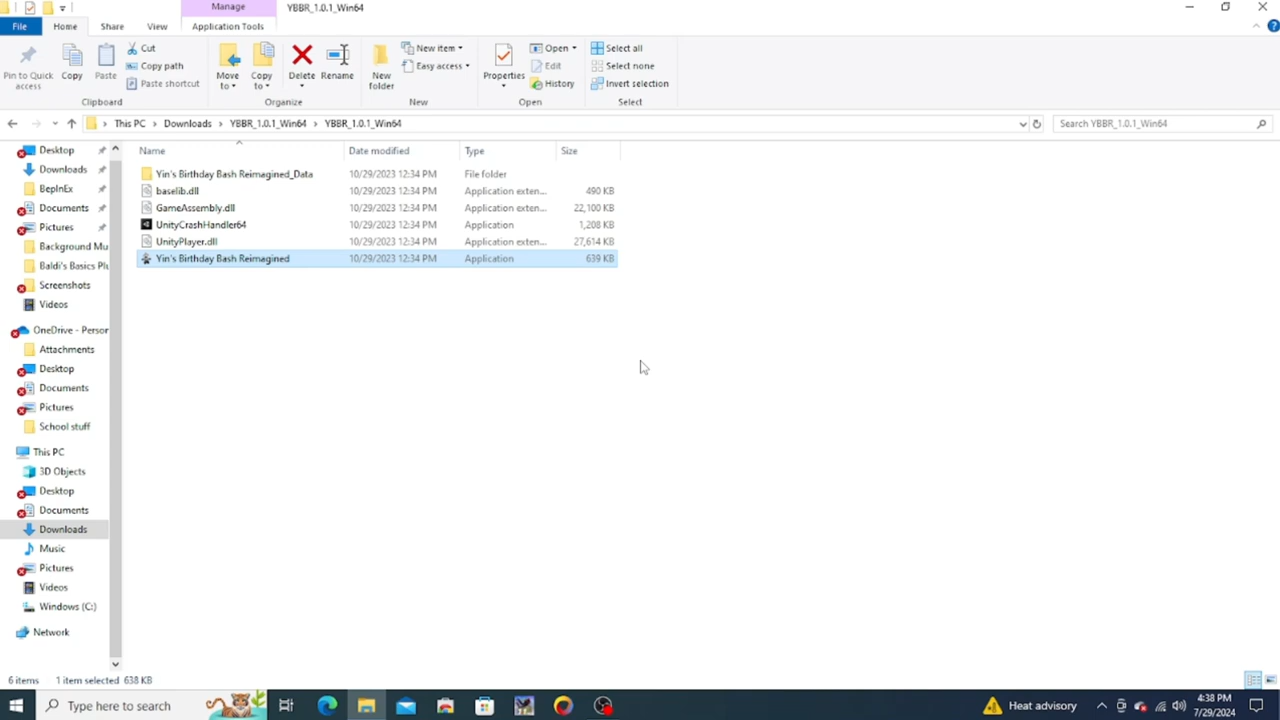 Manage
YBBR_1.0.1_Win64
File
Home
Share
View
Application Tools
Pin to Quick access
Copy
Paste
Cut
Copy path
Paste shortcut
Clipboard
Move to
Copy to
Delete
Rename
Organize
New folder
New item
Easy access
New
Properties
Open
Edit
History
Open
Select all
Select none
Invert selection
Select
This PC > Downloads > YBBR_1.0.1_Win64 > YBBR_1.0.1_Win64
Search YBBR_1.0.1_Win64
Name Date modified Type Size
Yin's Birthday Bash Reimagined_Data 10/29/2023 12:34 PM File folder
baselib.dll 10/29/2023 12:34 PM Application exten... 490 KB
GameAssembly.dll 10/29/2023 12:34 PM Application exten... 22,100 KB
UnityCrashHandler64 10/29/2023 12:34 PM Application 1,208 KB
UnityPlayer.dll 10/29/2023 12:34 PM Application exten... 27,614 KB
Yin's Birthday Bash Reimagined 10/29/2023 12:34 PM Application 639 KB
Desktop
Downloads
BepInEx
Documents
Pictures
Background Mu
Baldi's Basics Plu
Screenshots
Videos
OneDrive - Person
Attachments
Desktop
Documents
Pictures
School stuff
This PC
3D Objects
Desktop
Documents
Downloads
Music
Pictures
Videos
Windows (C:)
Network
6 items 1 item selected 638 KB
Type here to search
Heat advisory
4:38 PM
7/29/2024